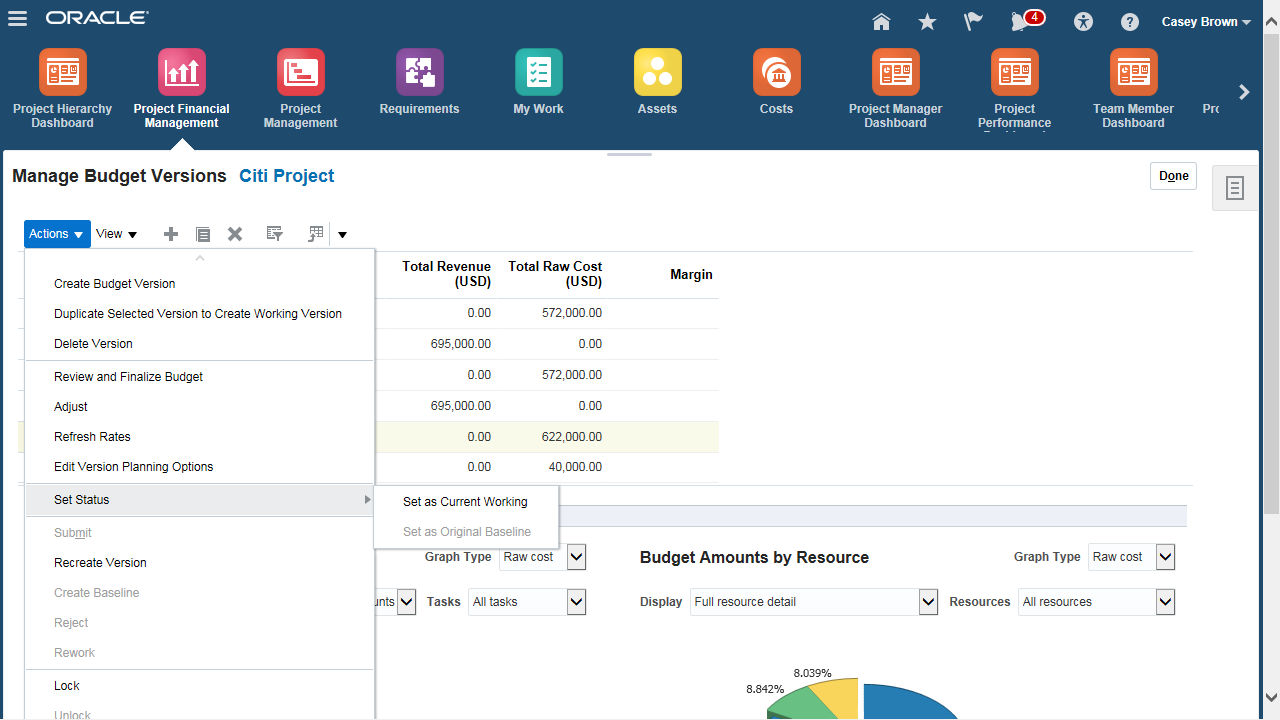 ORACLE
4
Casey Brown
Project Hierarchy
Dashboard
Project Financial
Management
Project
Management
Requirements
My Work
Assets
Costs
Project Manager
Dashboard
Project
Performance
Team Member
Dashboard
Manage Budget Versions Citi Project
Done
Actions View
Create Budget Version
Duplicate Selected Version to Create Working Version
Delete Version
Review and Finalize Budget
Adjust
Refresh Rates
Edit Version Planning Options
Set Status
Submit
Recreate Version
Create Baseline
Reject
Rework
Lock
Unlock
Set as Current Working
Set as Original Baseline
Total Revenue
(USD)
Total Raw Cost
(USD)
Margin
0.00 572,000.00
695,000.00 0.00
0.00 572,000.00
695,000.00 0.00
0.00 622,000.00
0.00 40,000.00
Graph Type Raw cost
Tasks All tasks
Budget Amounts by Resource
Graph Type Raw cost
Display Full resource detail
Resources All resources
8.039%
8.842%